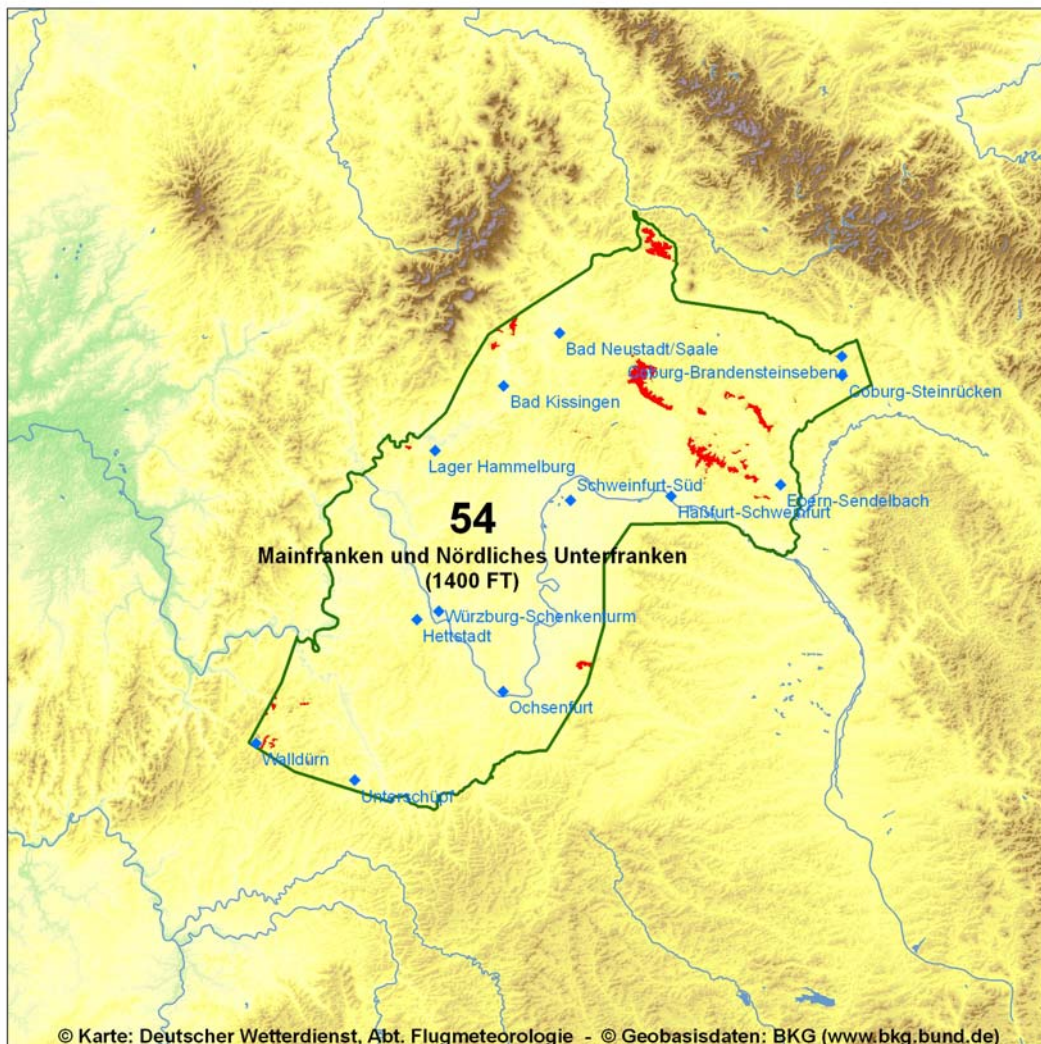 Bad Neustadt/Saale
Coburg-Brandensteinsebene
Coburg-Steinrücken
Bad Kissingen
Lager Hammelburg
Schweinfurt-Süd
Ebern-Sendelbach
Haßfurt-Schweinfurt
54
Mainfranken und Nördliches Unterfranken
(1400 FT)
Würzburg-Schenkenturm
Hettstadt
Ochsenfurt
Walldürn
Unterschüpf
© Karte: Deutscher Wetterdienst, Abt. Flugmeteorologie - © Geobasisdaten: BKG (www.bkg.bund.de)